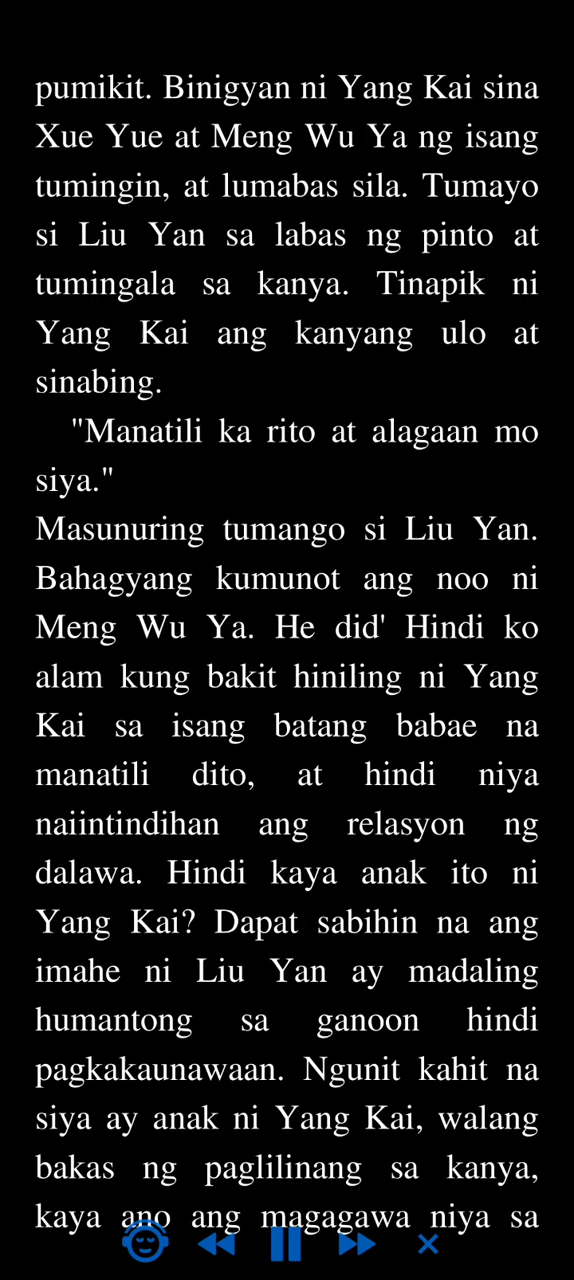 pumikit. Binigyan ni Yang Kai sina
Xue Yue at Meng Wu Ya ng isang
tumingin, at lumabas sila. Tumayo
si Liu Yan sa labas ng pinto at
tumingala sa kanya. Tinapik ni
Yang Kai ang kanyang ulo at
sinabing.
"Manatili ka rito at alagaan mo
siya."
Masunuring tumango si Liu Yan.
Bahagyang kumunot ang noo ni
Meng Wu Ya. He did' Hindi ko
alam kung bakit hiniling ni Yang
Kai sa isang batang babae na
manatili dito, at hindi niya
naiintindihan ang relasyon ng
dalawa. Hindi kaya anak ito ni
Yang Kai? Dapat sabihin na ang
imahe ni Liu Yan ay madaling
humantong sa ganoon hindi
pagkakaunawaan. Ngunit kahit na
siya ay anak ni Yang Kai, walang
bakas ng paglilinang sa kanya,
kaya ano ang magagawa niya sa